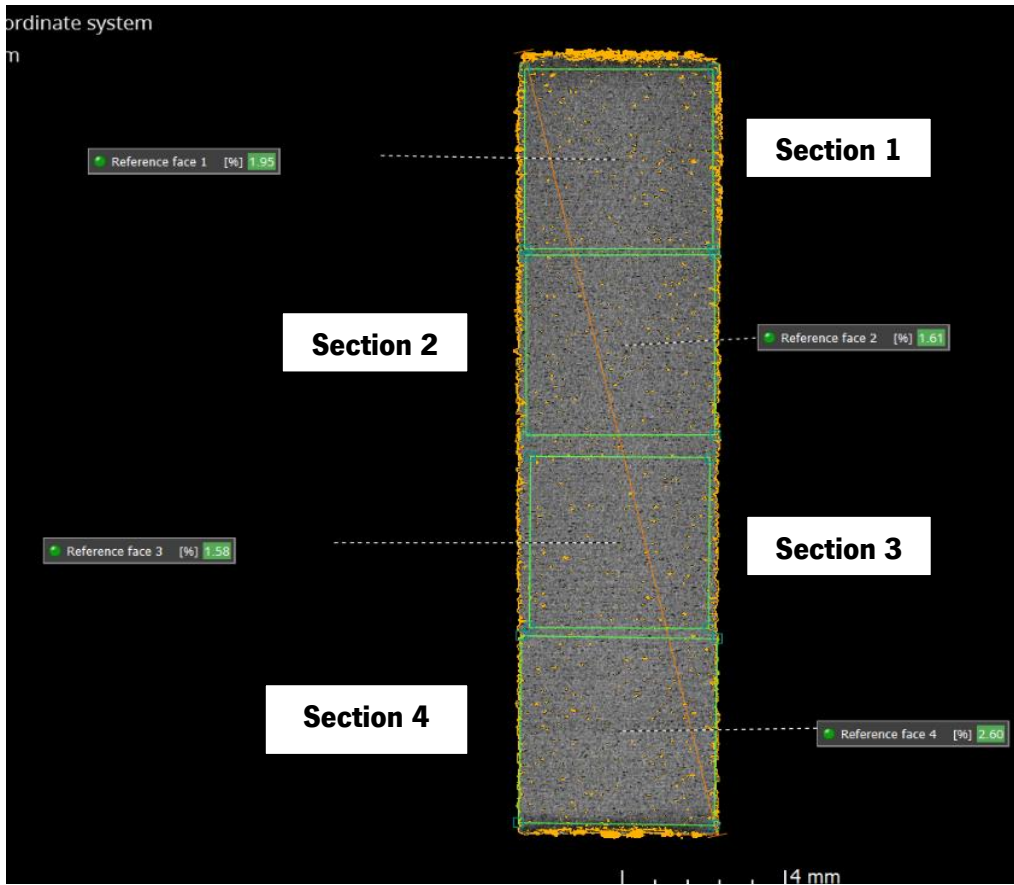 ordinate system
m
Section 1
Reference face 1 [%] 1.95
Section 2
Reference face 2 [%] 1.61
Reference face 3 [%] 1.58
Section 3
Section 4
Reference face 4 [%] 2.60
4 mm